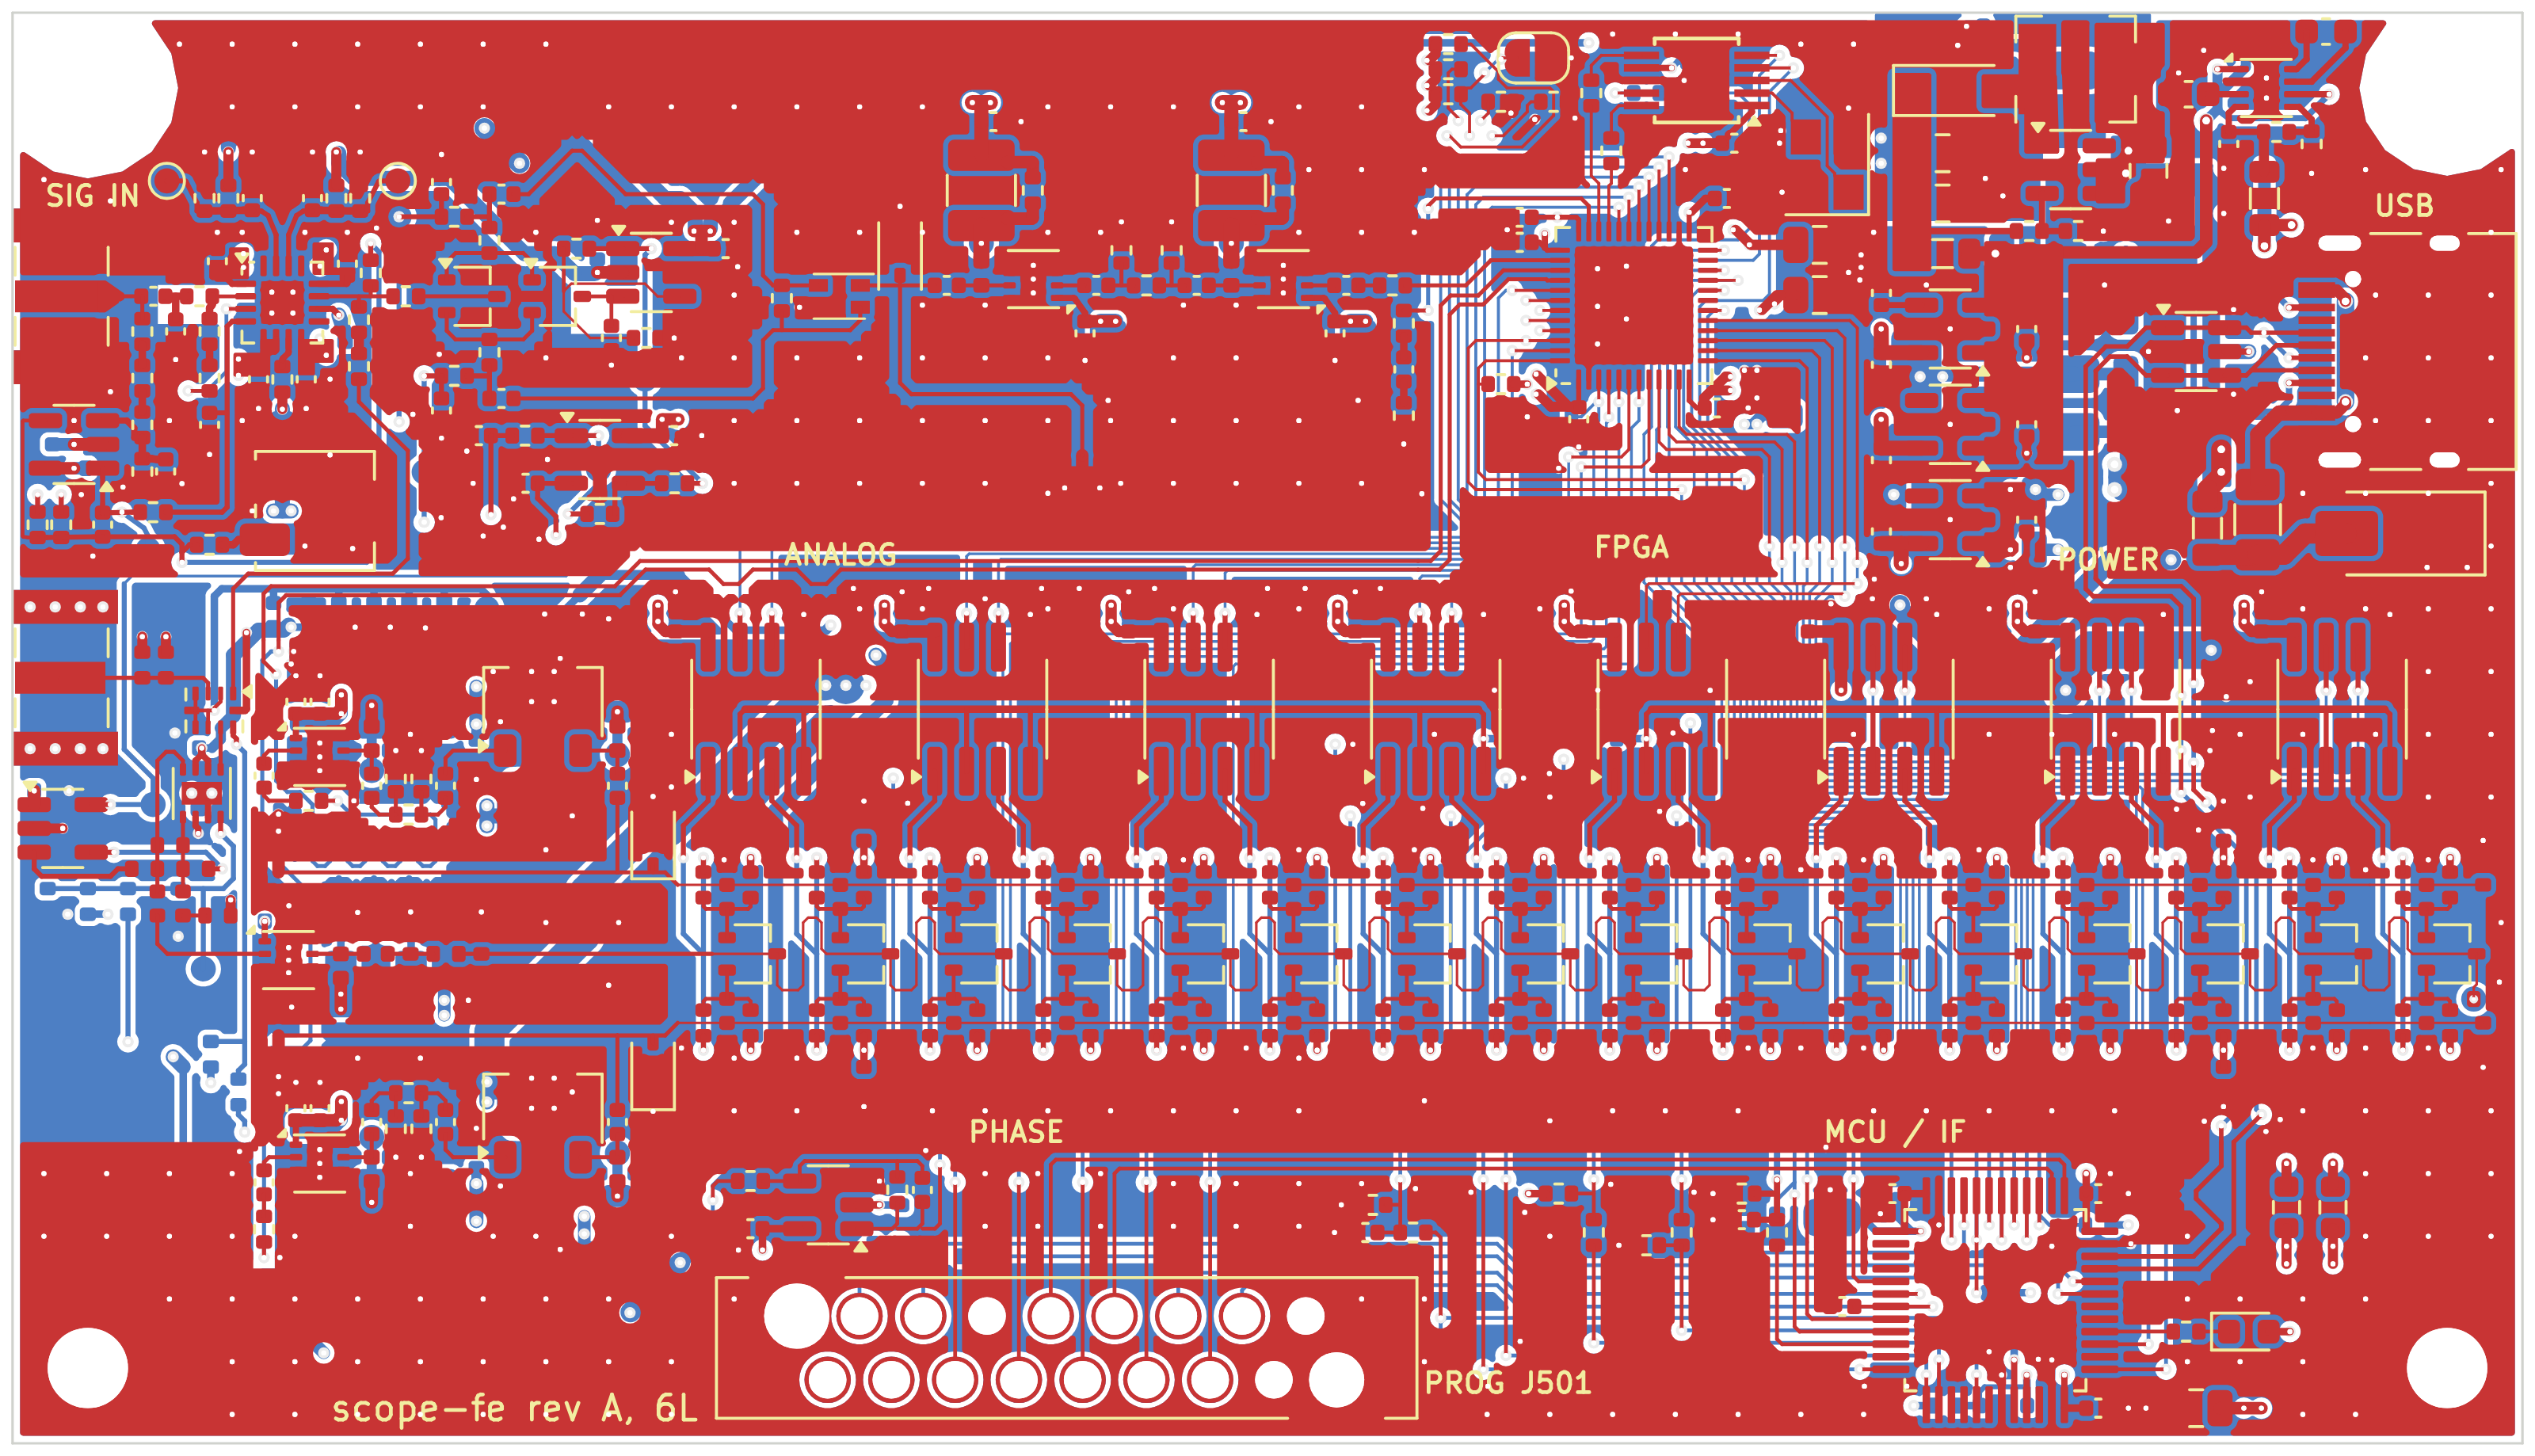 SIG IN
USB
ANALOG
FPGA
POWER
PHASE
MCU / IF
PROG J501
scope-fe rev A, 6L